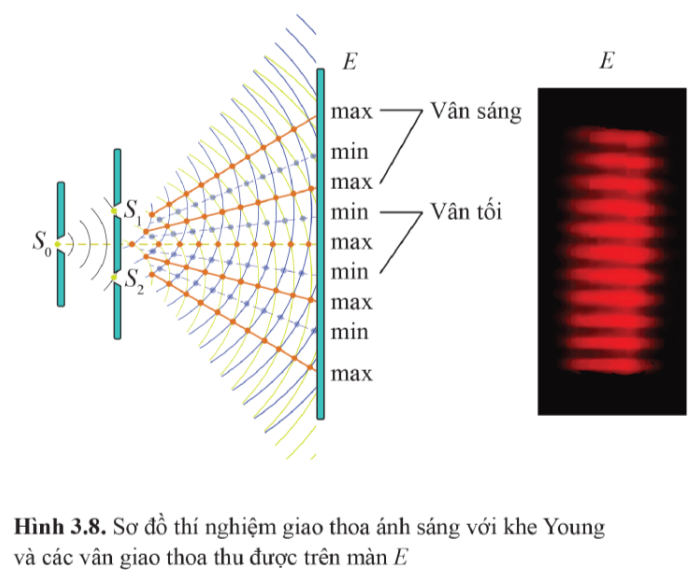 E
E
max
Vân sáng
min
max
S₁
min
Vân tối
S₀
max
S₂
min
max
min
max
Hình 3.8. Sơ đồ thí nghiệm giao thoa ánh sáng với khe Young
và các vân giao thoa thu được trên màn E